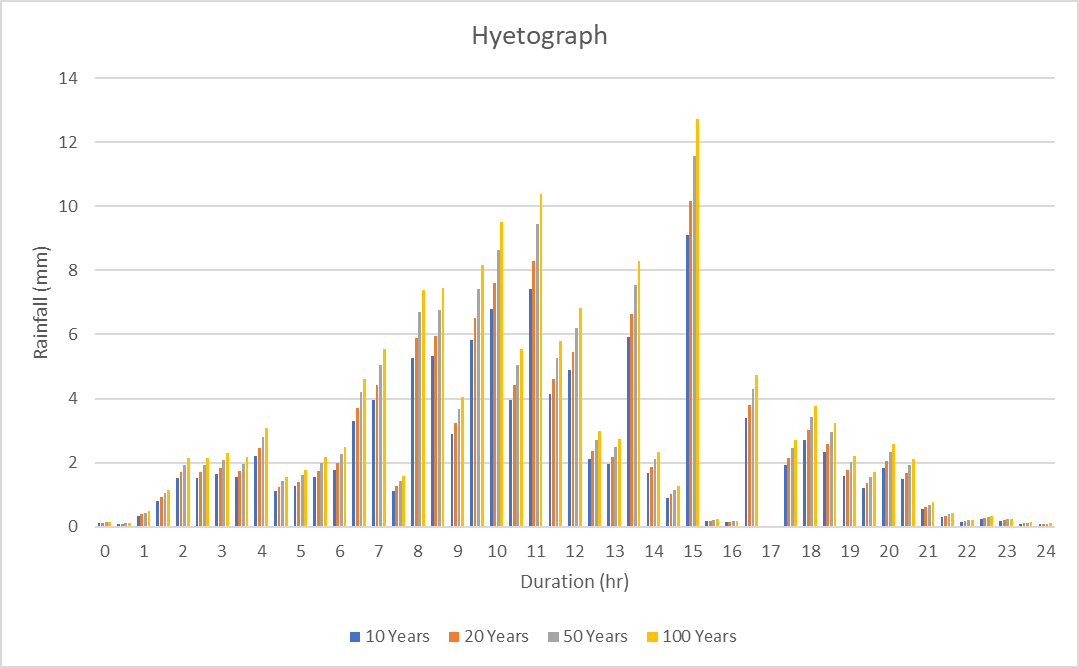 Hyetograph
14
12
10
8
6
4
2
0
Rainfall (mm)
0 1 2 3 4 5 6 7 8 9 10 11 12 13 14 15 16 17 18 19 20 21 22 23 24
Duration (hr)
10 Years 20 Years 50 Years 100 Years